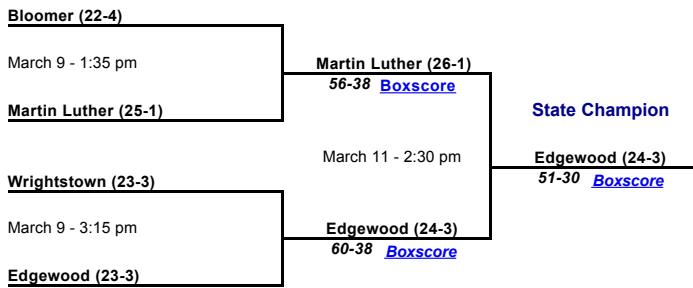 Bloomer (22-4)
March 9 - 1:35 pm
Martin Luther (25-1)
Martin Luther (26-1)
56-38 Boxscore
Wrightstown (23-3)
March 9 - 3:15 pm
Edgewood (23-3)
Edgewood (24-3)
60-38 Boxscore
March 11 - 2:30 pm
State Champion
Edgewood (24-3)
51-30 Boxscore